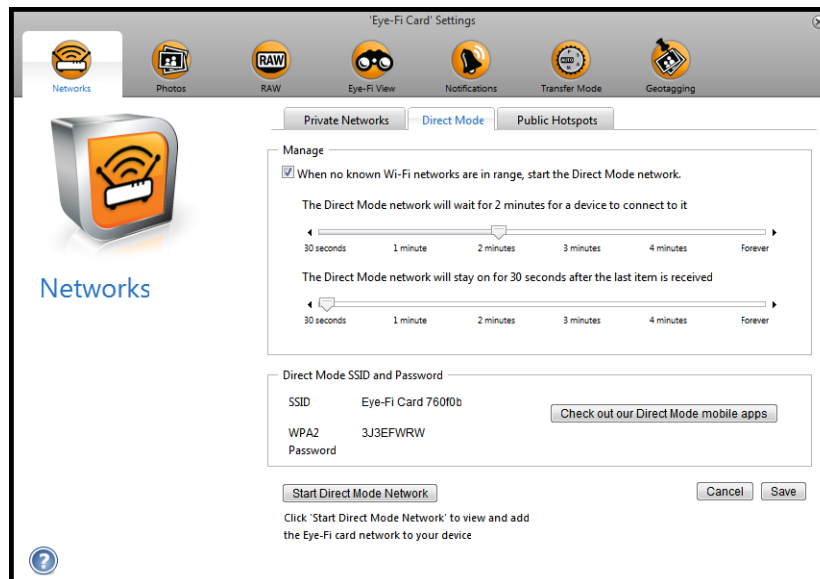 'Eye-Fi Card' Settings
Networks
Photos
RAW
RAW
Eye-Fi View
Notifications
AUTO
M
Transfer Mode
Geotagging
Private Networks
Direct Mode
Public Hotspots
Networks
Manage
When no known Wi-Fi networks are in range, start the Direct Mode network.
The Direct Mode network will wait for 2 minutes for a device to connect to it
30 seconds 1 minute 2 minutes 3 minutes 4 minutes Forever
The Direct Mode network will stay on for 30 seconds after the last item is received
30 seconds 1 minute 2 minutes 3 minutes 4 minutes Forever
Direct Mode SSID and Password
SSID Eye-Fi Card 760f0b
Check out our Direct Mode mobile apps
WPA2 3J3EFWRW
Password
Start Direct Mode Network
Cancel Save
Click 'Start Direct Mode Network' to view and add
the Eye-Fi card network to your device
?